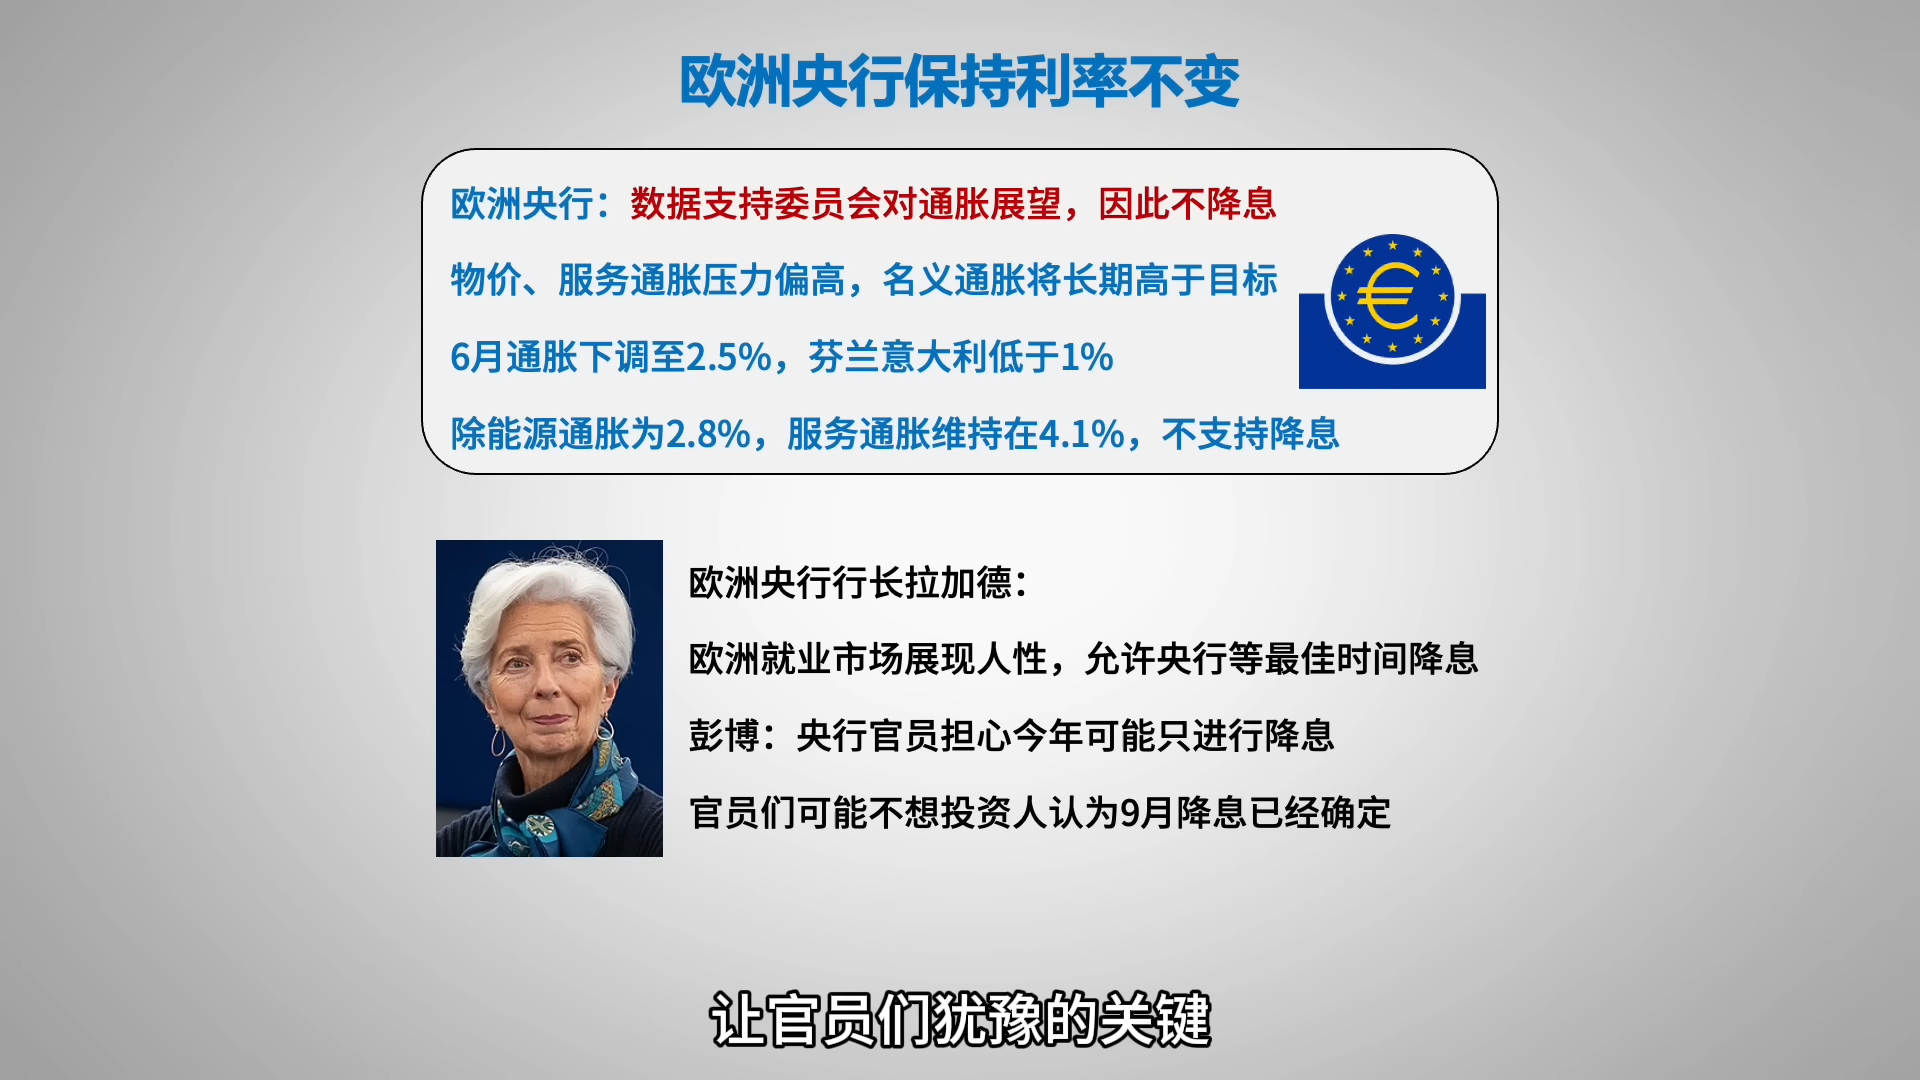 欧洲央行保持利率不变
欧洲央行：数据支持委员会对通胀展望，因此不降息
物价、服务通胀压力偏高，名义通胀将长期高于目标
6月通胀下调至2.5%，芬兰意大利低于1%
除能源通胀为2.8%，服务通胀维持在4.1%，不支持降息
欧洲央行行长拉加德：
欧洲就业市场展现人性，允许央行等最佳时间降息
彭博：央行官员担心今年可能只进行降息
官员们可能不想投资人认为9月降息已经确定
让官员们犹豫的关键